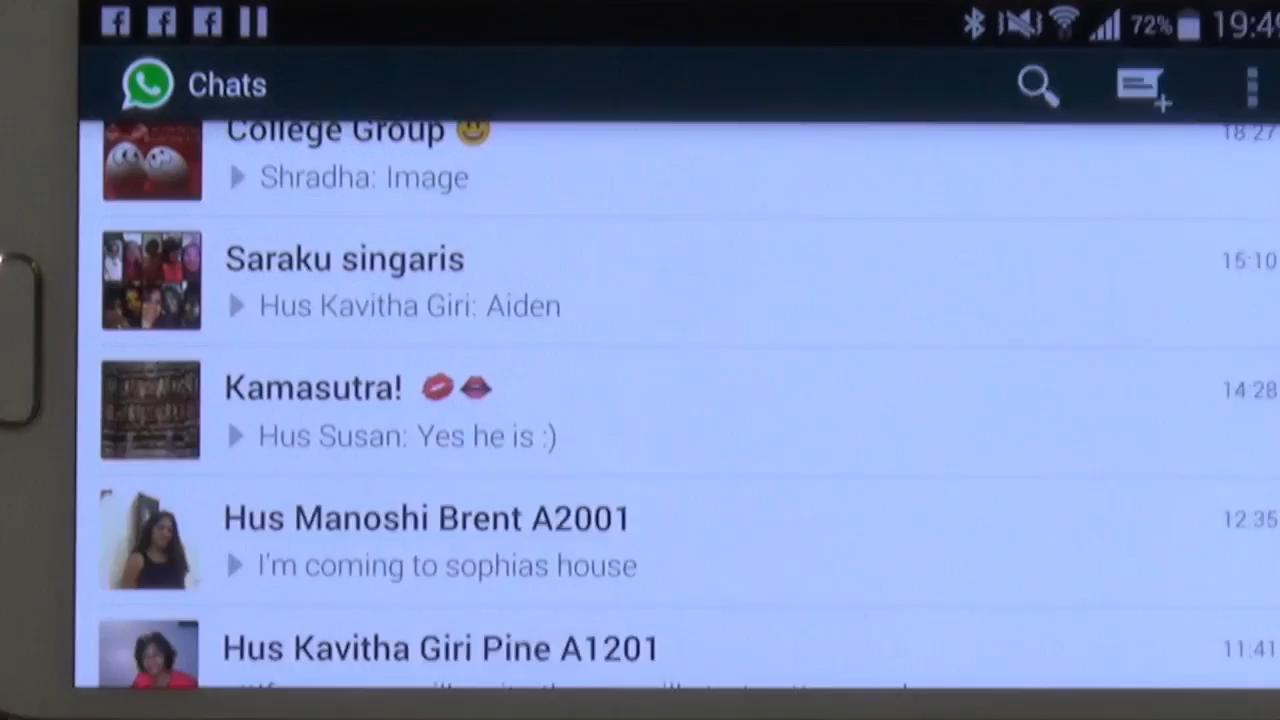 72% 19:49
Chats
College Group 18:27
Shradha: Image
Saraku singaris 15:10
Hus Kavitha Giri: Aiden
Kamasutra! 14:28
Hus Susan: Yes he is :)
Hus Manoshi Brent A2001 12:35
I'm coming to sophias house
Hus Kavitha Giri Pine A1201 11:41